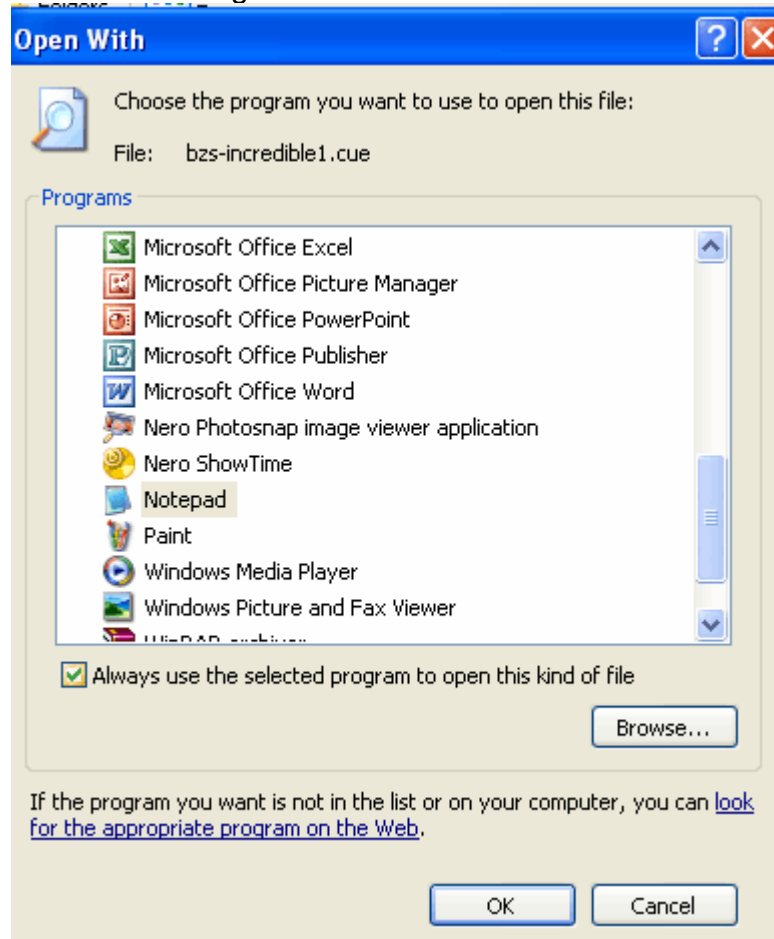 Open With
Choose the program you want to use to open this file:
File: bzs-incredible1.cue
Programs
Microsoft Office Excel
Microsoft Office Picture Manager
Microsoft Office PowerPoint
Microsoft Office Publisher
Microsoft Office Word
Nero Photosnap image viewer application
Nero ShowTime
Notepad
Paint
Windows Media Player
Windows Picture and Fax Viewer
Always use the selected program to open this kind of file
Browse...
If the program you want is not in the list or on your computer, you can look
for the appropriate program on the Web.
OK Cancel